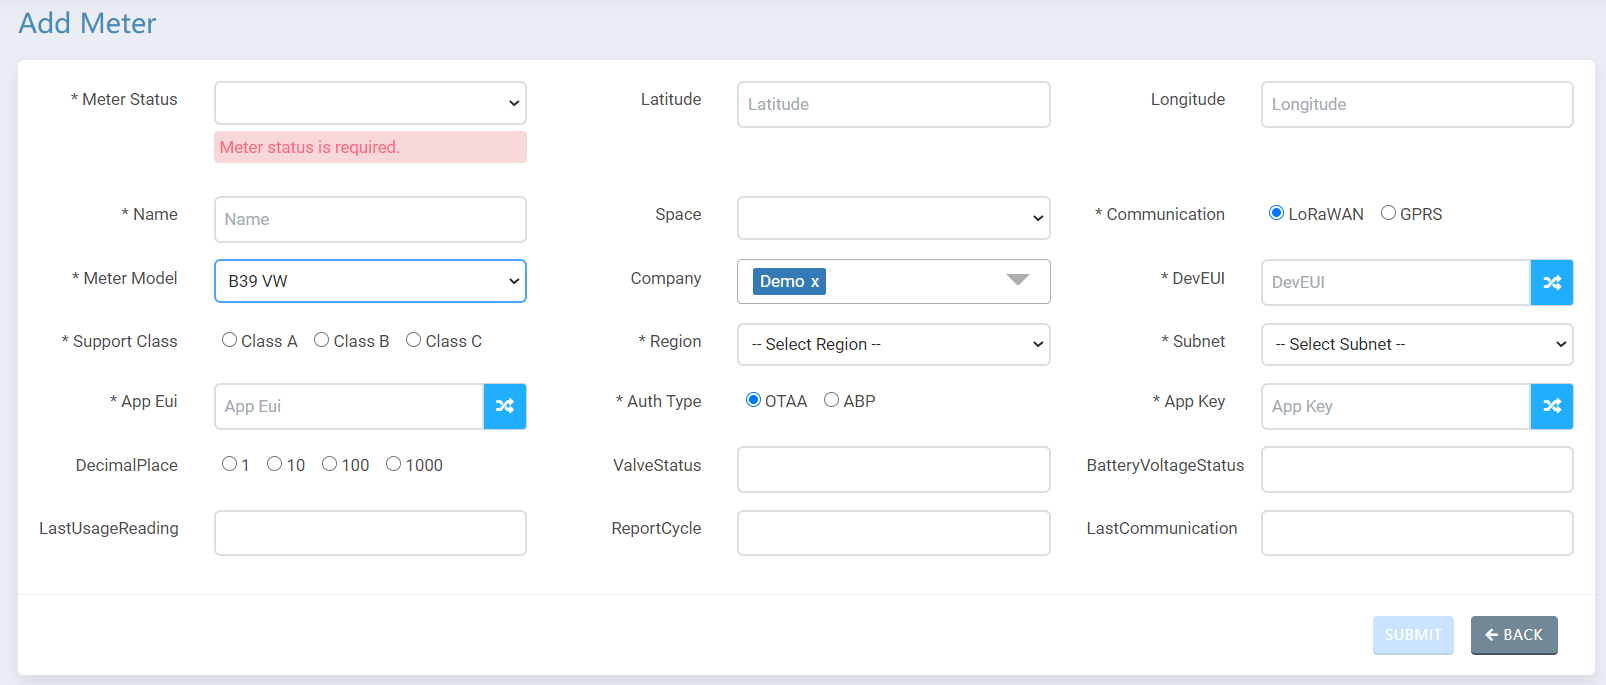 Add Meter
* Meter Status
Latitude Latitude
Longitude Longitude
Meter status is required.
* Name Name
Space
* Communication LoRaWAN GPRS
* Meter Model B39 VW
Company Demo x
* DevEUI DevEUI
* Support Class Class A Class B Class C
* Region -- Select Region --
* Subnet -- Select Subnet --
* App Eui App Eui
* Auth Type OTAA ABP
* App Key App Key
DecimalPlace 1 10 100 1000
ValveStatus
BatteryVoltageStatus
LastUsageReading
ReportCycle
LastCommunication
SUBMIT
BACK